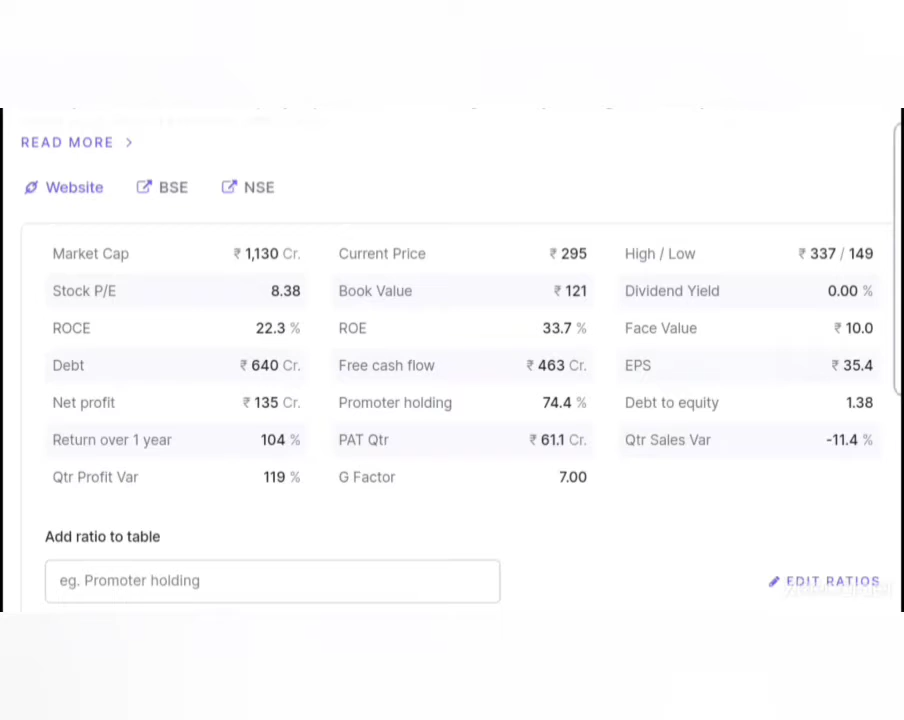 READ MORE >
Website BSE NSE
Market Cap ₹ 1,130 Cr. Current Price ₹ 295 High / Low ₹ 337 / 149
Stock P/E 8.38 Book Value ₹ 121 Dividend Yield 0.00 %
ROCE 22.3 % ROE 33.7 % Face Value ₹ 10.0
Debt ₹ 640 Cr. Free cash flow ₹ 463 Cr. EPS ₹ 35.4
Net profit ₹ 135 Cr. Promoter holding 74.4 % Debt to equity 1.38
Return over 1 year 104 % PAT Qtr ₹ 61.1 Cr. Qtr Sales Var -11.4 %
Qtr Profit Var 119 % G Factor 7.00
Add ratio to table
eg. Promoter holding EDIT RATIOS